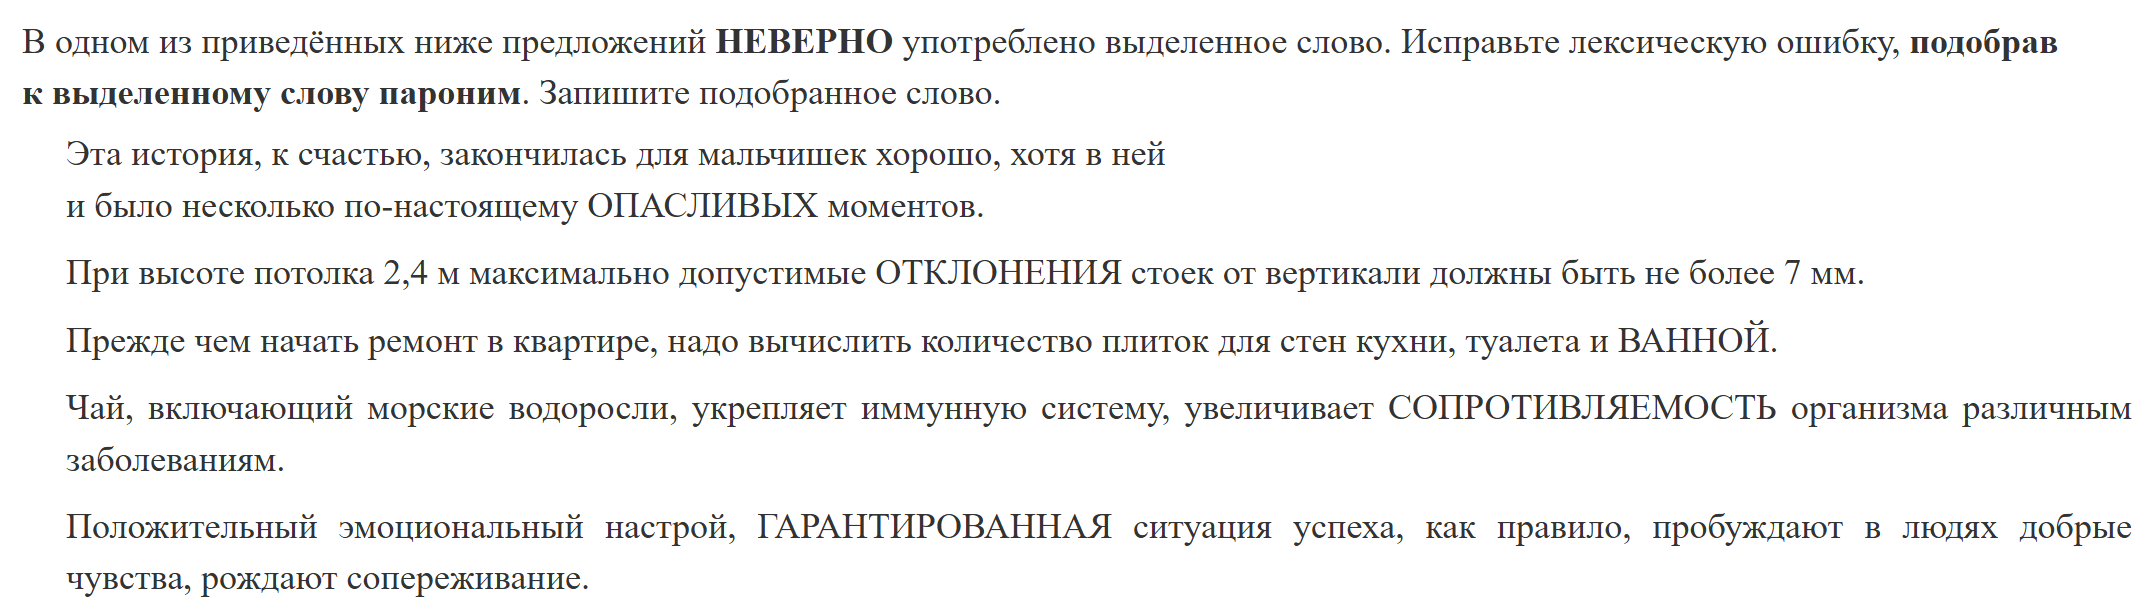 В одном из приведённых ниже предложений НЕВЕРНО употреблено выделенное слово. Исправьте лексическую ошибку, подобрав
к выделенному слову пароним. Запишите подобранное слово.
Эта история, к счастью, закончилась для мальчишек хорошо, хотя в ней
и было несколько по-настоящему ОПАСЛИВЫХ моментов.
При высоте потолка 2,4 м максимально допустимые ОТКЛОНЕНИЯ стоек от вертикали должны быть не более 7 мм.
Прежде чем начать ремонт в квартире, надо вычислить количество плиток для стен кухни, туалета и ВАННОЙ.
Чай, включающий морские водоросли, укрепляет иммунную систему, увеличивает СОПРОТИВЛЯЕМОСТЬ организма различным
заболеваниям.
Положительный эмоциональный настрой, ГАРАНТИРОВАННАЯ ситуация успеха, как правило, пробуждают в людях добрые
чувства, рождают сопереживание.